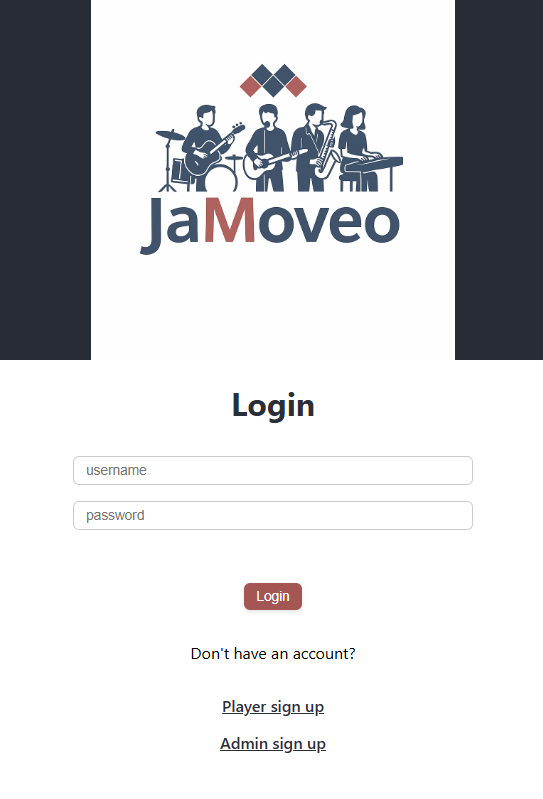 JaMoveo
Login
username
password
Login
Don't have an account?
Player sign up
Admin sign up